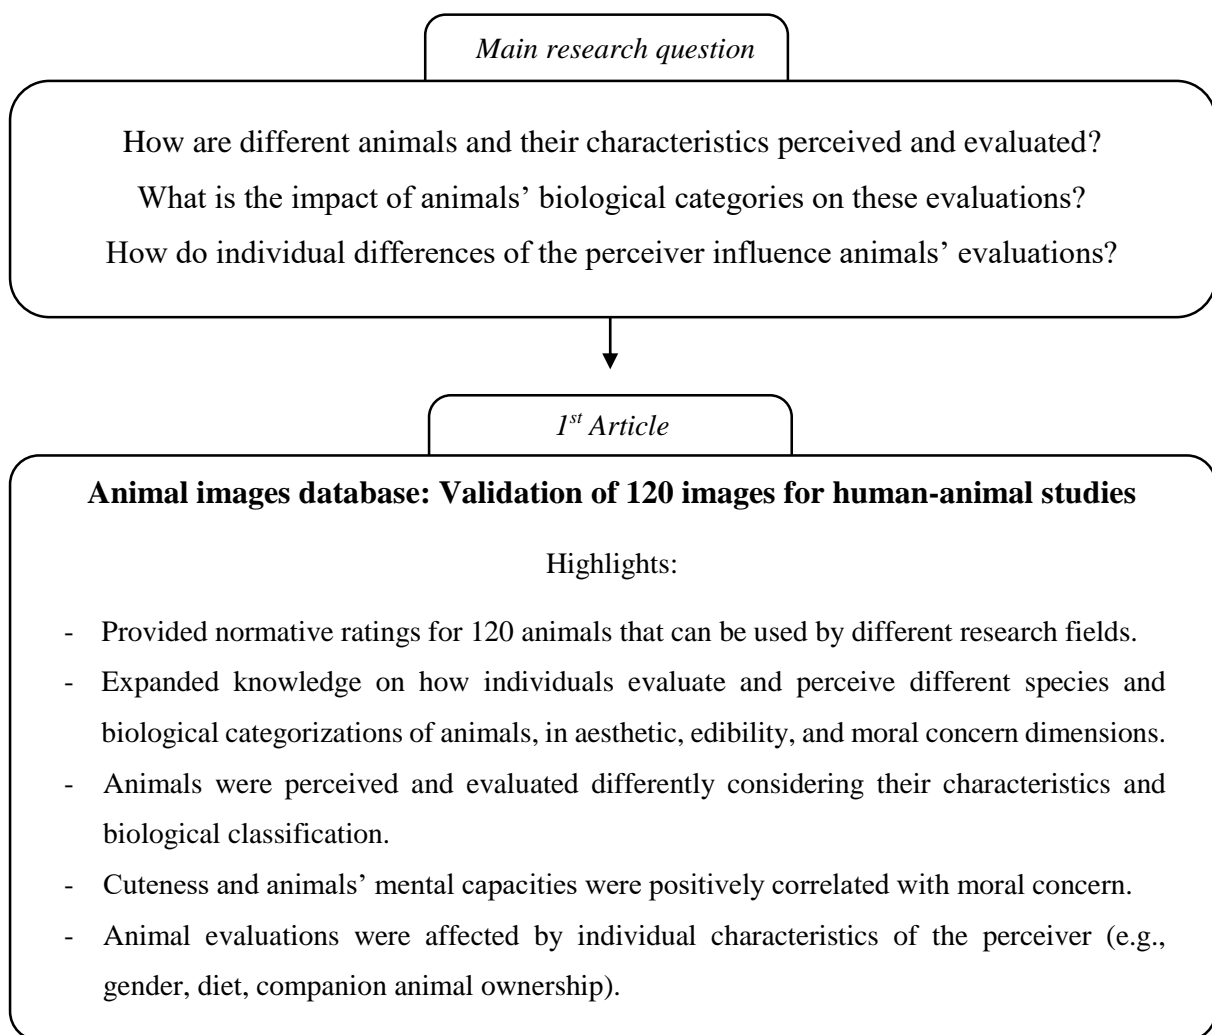 Main research question
How are different animals and their characteristics perceived and evaluated?
What is the impact of animals’ biological categories on these evaluations?
How do individual differences of the perceiver influence animals’ evaluations?
1st Article
Animal images database: Validation of 120 images for human-animal studies
Highlights:
- Provided normative ratings for 120 animals that can be used by different research fields.
- Expanded knowledge on how individuals evaluate and perceive different species and
biological categorizations of animals, in aesthetic, edibility, and moral concern dimensions.
- Animals were perceived and evaluated differently considering their characteristics and
biological classification.
- Cuteness and animals’ mental capacities were positively correlated with moral concern.
- Animal evaluations were affected by individual characteristics of the perceiver (e.g.,
gender, diet, companion animal ownership).